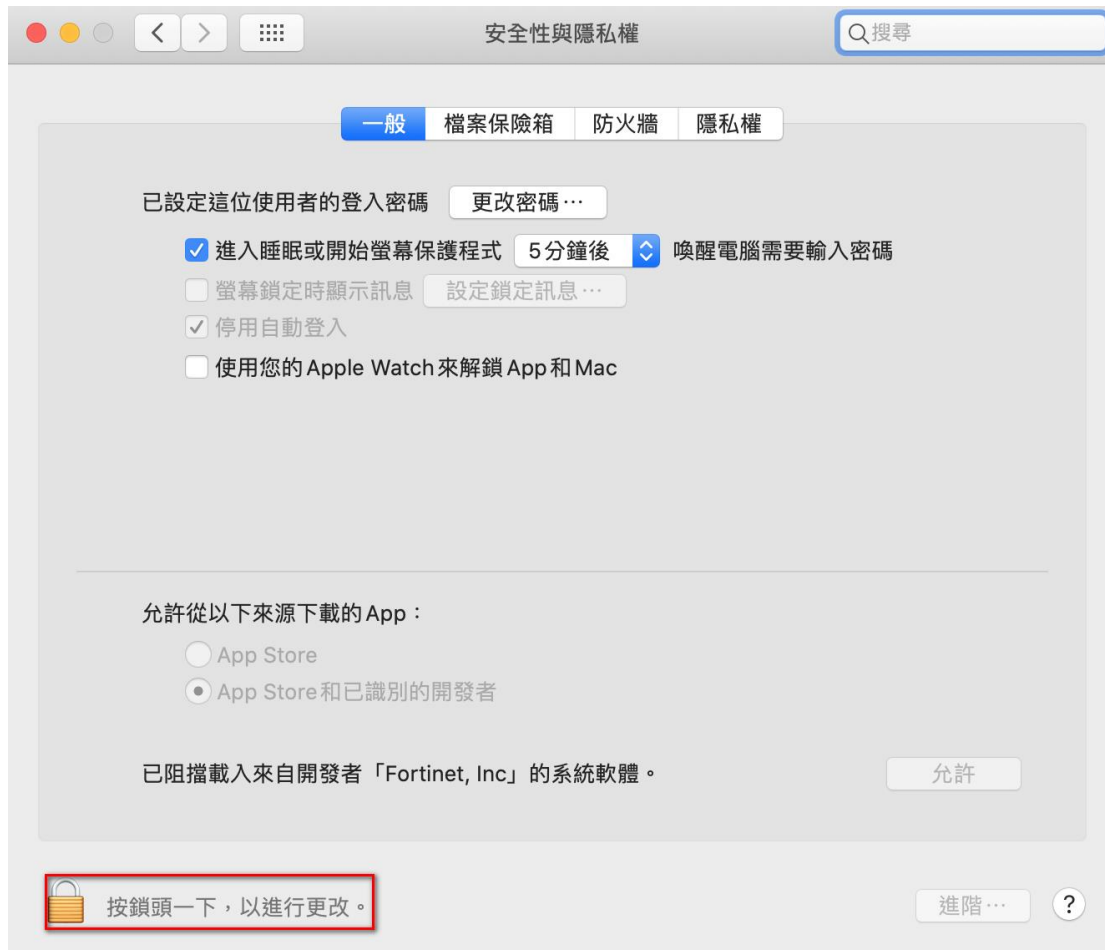 安全性與隱私權
搜尋
一般 檔案保險箱 防火牆 隱私權
已設定這位使用者的登入密碼 更改密碼…
進入睡眠或開始螢幕保護程式 5分鐘後 喚醒電腦需要輸入密碼
螢幕鎖定時顯示訊息 設定鎖定訊息…
停用自動登入
使用您的Apple Watch來解鎖App和Mac
允許從以下來源下載的App：
App Store
App Store和已識別的開發者
已阻擋載入來自開發者「Fortinet, Inc」的系統軟體。 允許
按鎖頭一下，以進行更改。 進階… ?